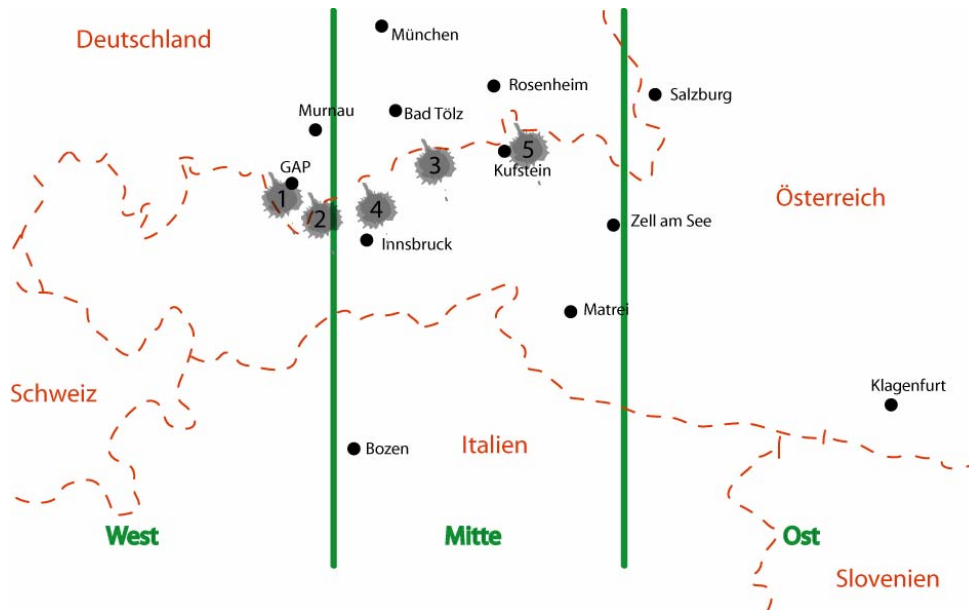 Deutschland
München
Rosenheim
Salzburg
Murnau
Bad Tölz
GAP
Kufstein
1
2
3
4
5
Österreich
Zell am See
Innsbruck
Matrei
Schweiz
Klagenfurt
Bozen
Italien
West
Mitte
Ost
Slovenien